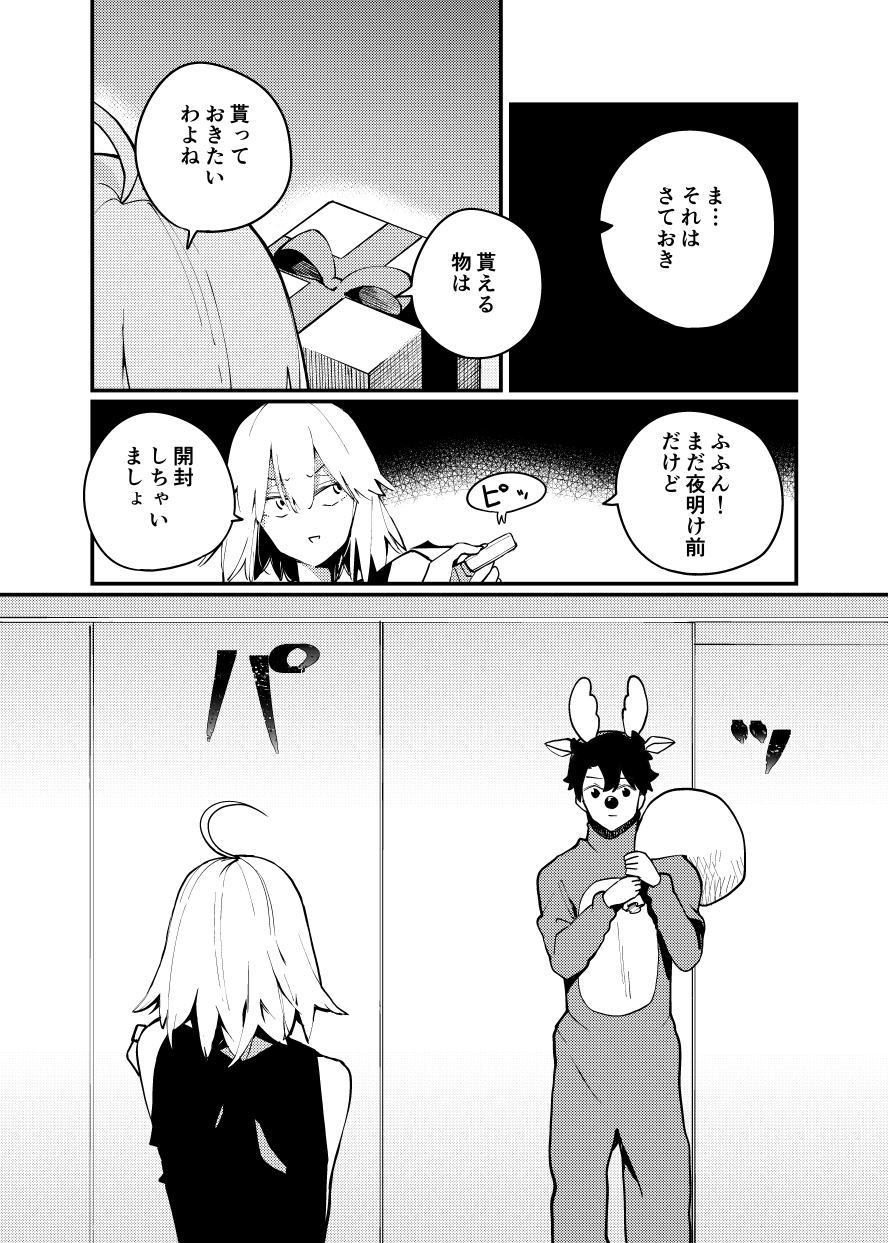 ま…
それは
さておき
貰える
物は
貰って
おきたい
わよね
ふふん！
まだ夜明け前
だけど
ピッ
開封
しちゃい
ましょ
パッ